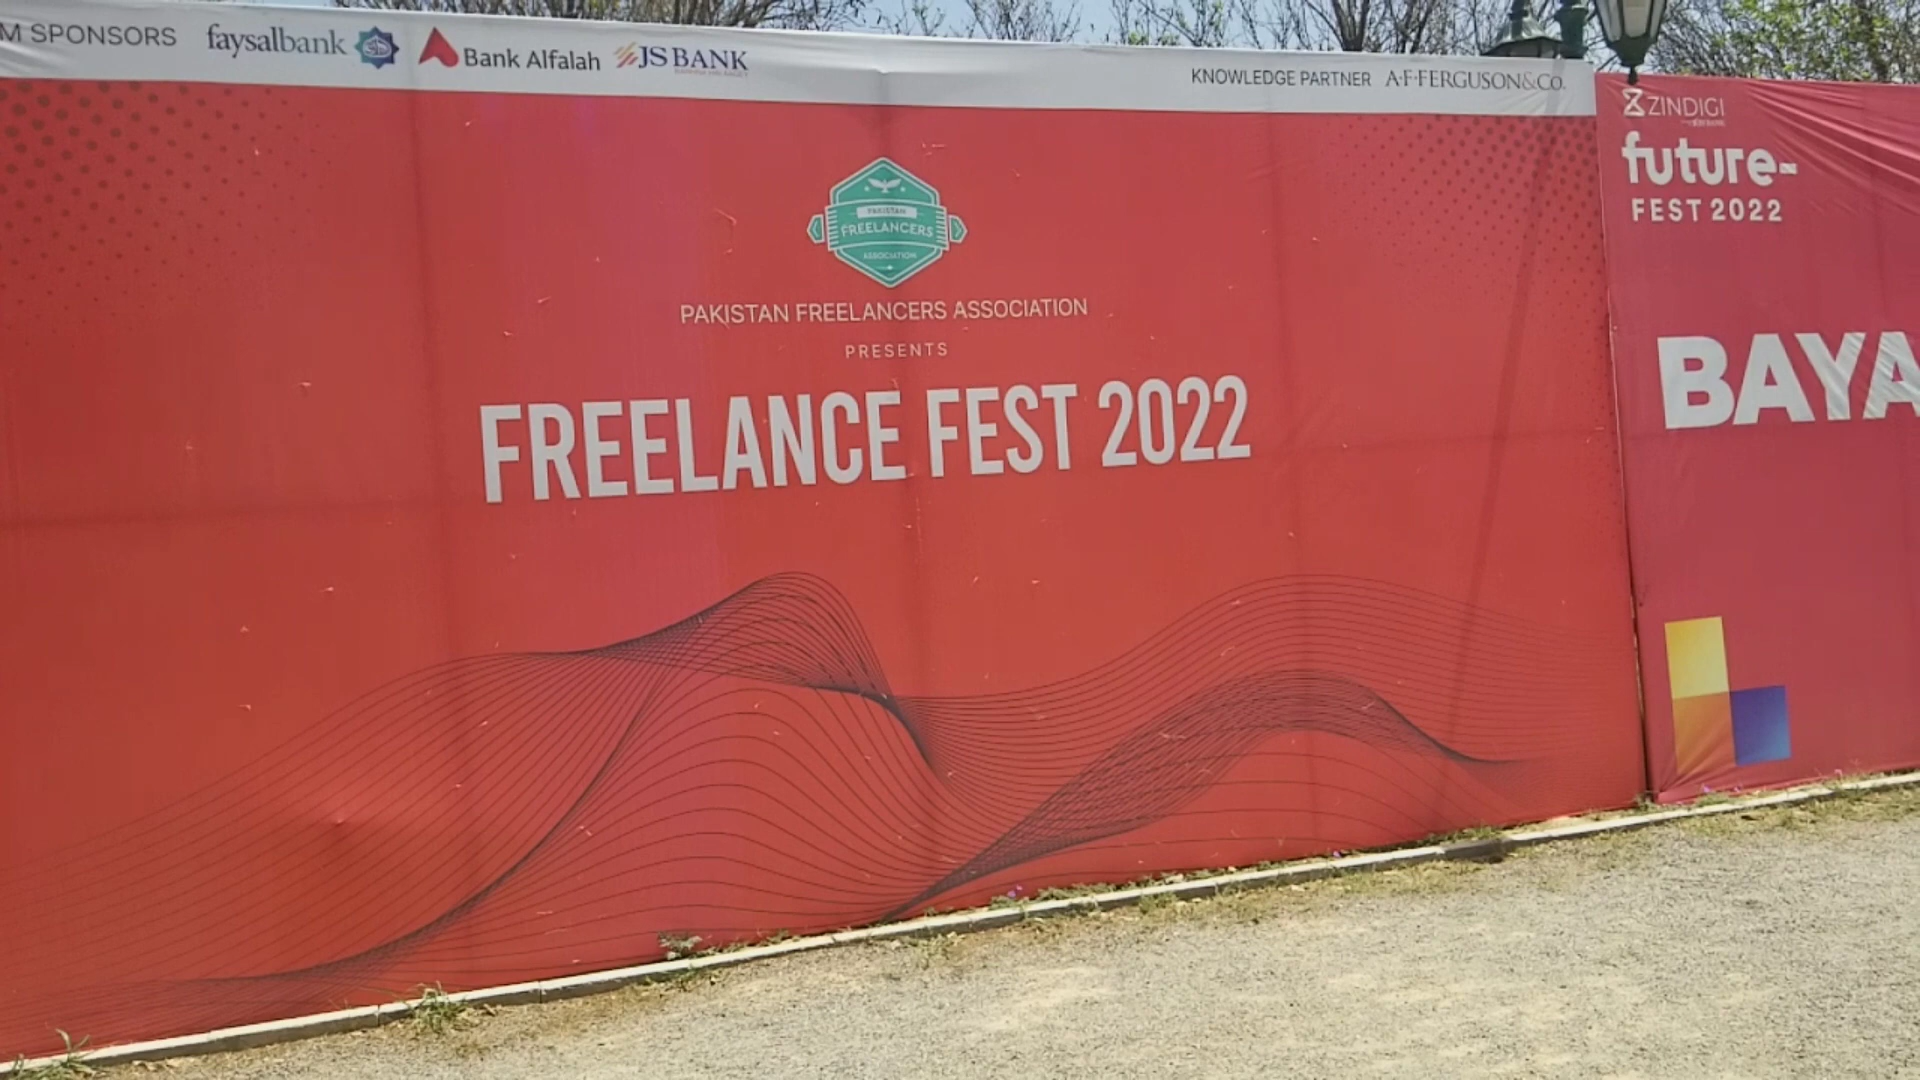 M SPONSORS faysalbank Bank Alfalah JS BANK
KNOWLEDGE PARTNER A·F·FERGUSON&CO.
PAKISTAN
FREELANCERS
ASSOCIATION
PAKISTAN FREELANCERS ASSOCIATION
PRESENTS
FREELANCE FEST 2022
ZINDIGI
future-
FEST 2022
BAYA